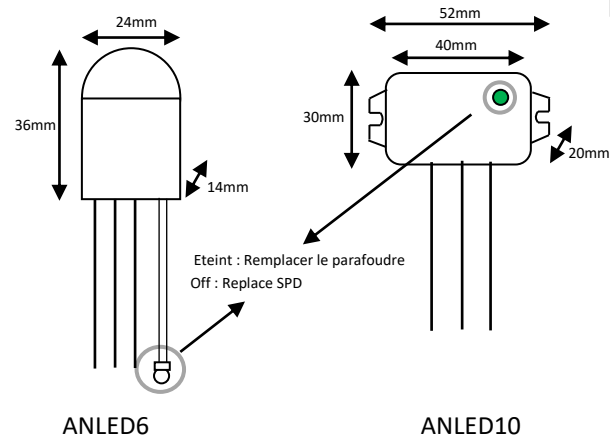 24mm
36mm
14mm
52mm
40mm
30mm
20mm
Eteint : Remplacer le parafoudre
Off : Replace SPD
ANLED6
ANLED10